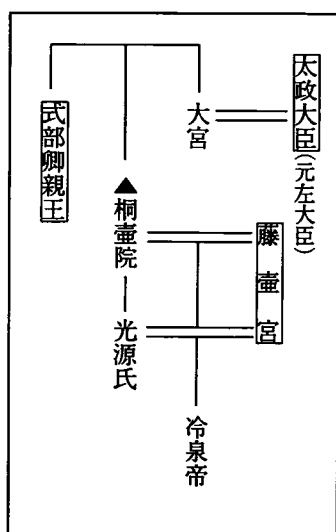 太政大臣(元左大臣)
大宮
▲桐壺院
式部卿親王
藤壺宮
光源氏
冷泉帝